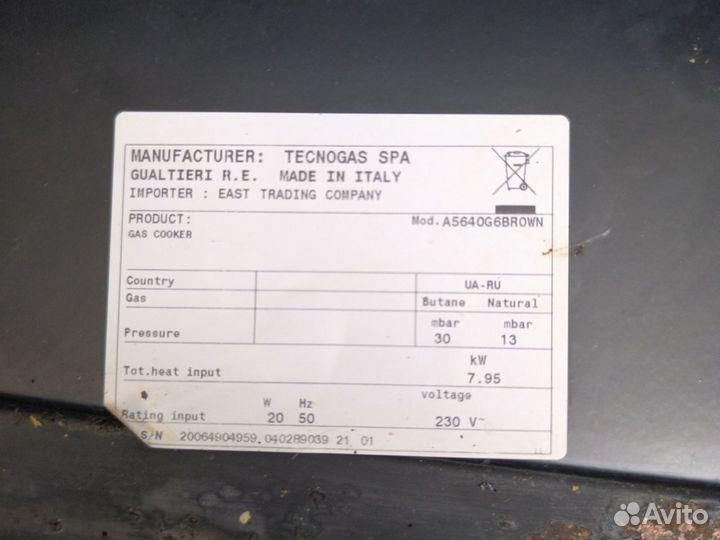 MANUFACTURER: TECNOGAS SPA
GUALTIERI R.E. MADE IN ITALY
IMPORTER : EAST TRADING COMPANY
PRODUCT: Mod. A5640G6BROWN
GAS COOKER
Country UA-RU
Gas Butane Natural
mbar mbar
Pressure 30 13
kW
Tot.heat input 7.95
W Hz voltage
Rating input 20 50 230 V~
S/N 20064904959 040289039 21 01
Avito